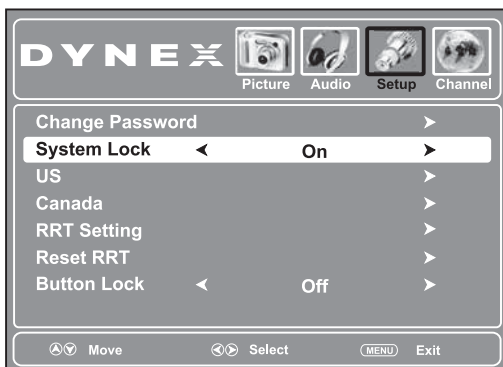 DYNEX
Picture Audio Setup Channel
Change Password
System Lock On
US
Canada
RRT Setting
Reset RRT
Button Lock Off
Move Select MENU Exit